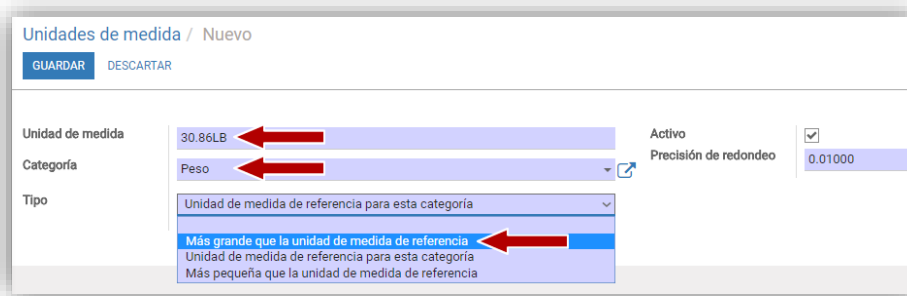 Unidades de medida / Nuevo
GUARDAR DESCARTAR
Unidad de medida 30.86LB Activo
Categoría Peso Precisión de redondeo 0.01000
Tipo Unidad de medida de referencia para esta categoría
Más grande que la unidad de medida de referencia
Unidad de medida de referencia para esta categoría
Más pequeña que la unidad de medida de referencia